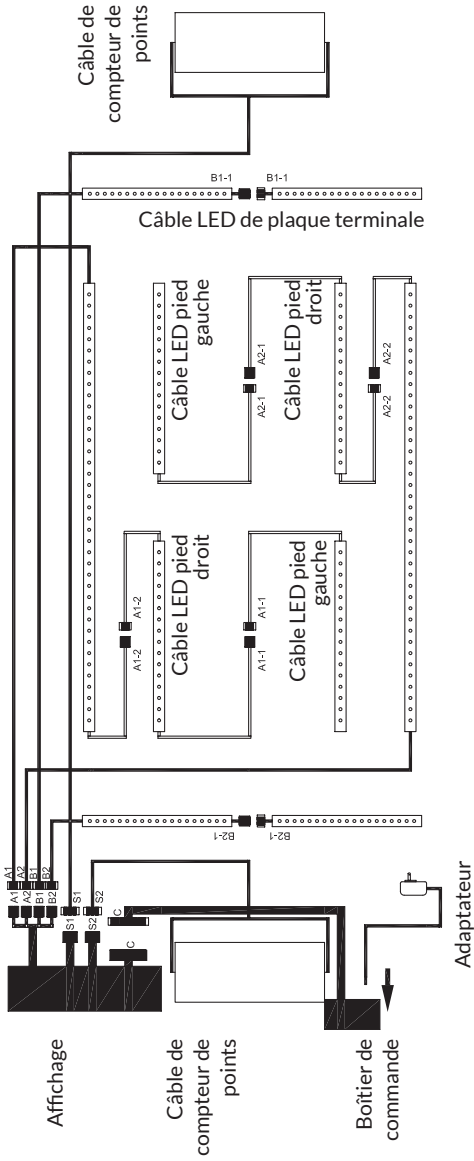 Affichage
A1
A1
A2
A2
B1
B1
B2
B2
S1
S1
S2
S2
C
C
Câble de
compteur de
points
Câble de
compteur de
points
A1-2
A1-2
Câble LED pied
droit
Câble LED pied
gauche
B1-1
B1-1
Câble LED de plaque terminale
B2-1
B2-1
A1-1
A1-1
A2-1
A2-1
Câble LED pied
gauche
Câble LED pied
droit
A2-2
A2-2
Boîtier de
commande
Adaptateur